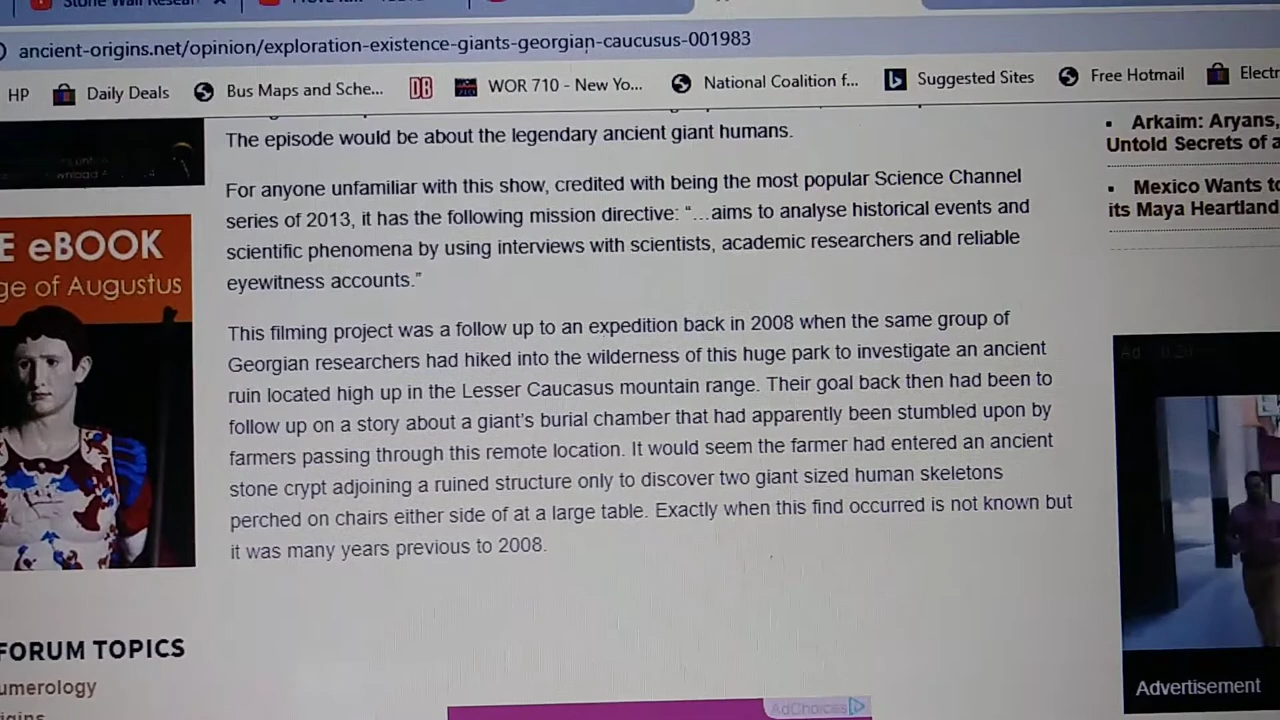 Stone Wall Resear
ancient-origins.net/opinion/exploration-existence-giants-georgian-caucusus-001983
HP Daily Deals Bus Maps and Sche... DB WOR 710 - New Yo... National Coalition f... Suggested Sites Free Hotmail Electr
The episode would be about the legendary ancient giant humans.
For anyone unfamiliar with this show, credited with being the most popular Science Channel
series of 2013, it has the following mission directive: “…aims to analyse historical events and
scientific phenomena by using interviews with scientists, academic researchers and reliable
eyewitness accounts.”
This filming project was a follow up to an expedition back in 2008 when the same group of
Georgian researchers had hiked into the wilderness of this huge park to investigate an ancient
ruin located high up in the Lesser Caucasus mountain range. Their goal back then had been to
follow up on a story about a giant’s burial chamber that had apparently been stumbled upon by
farmers passing through this remote location. It would seem the farmer had entered an ancient
stone crypt adjoining a ruined structure only to discover two giant sized human skeletons
perched on chairs either side of at a large table. Exactly when this find occurred is not known but
it was many years previous to 2008.
E eBOOK
ge of Augustus
FORUM TOPICS
umerology
igins
Arkaim: Aryans,
Untold Secrets of a
Mexico Wants to
its Maya Heartland
Ad
Advertisement
AdChoices